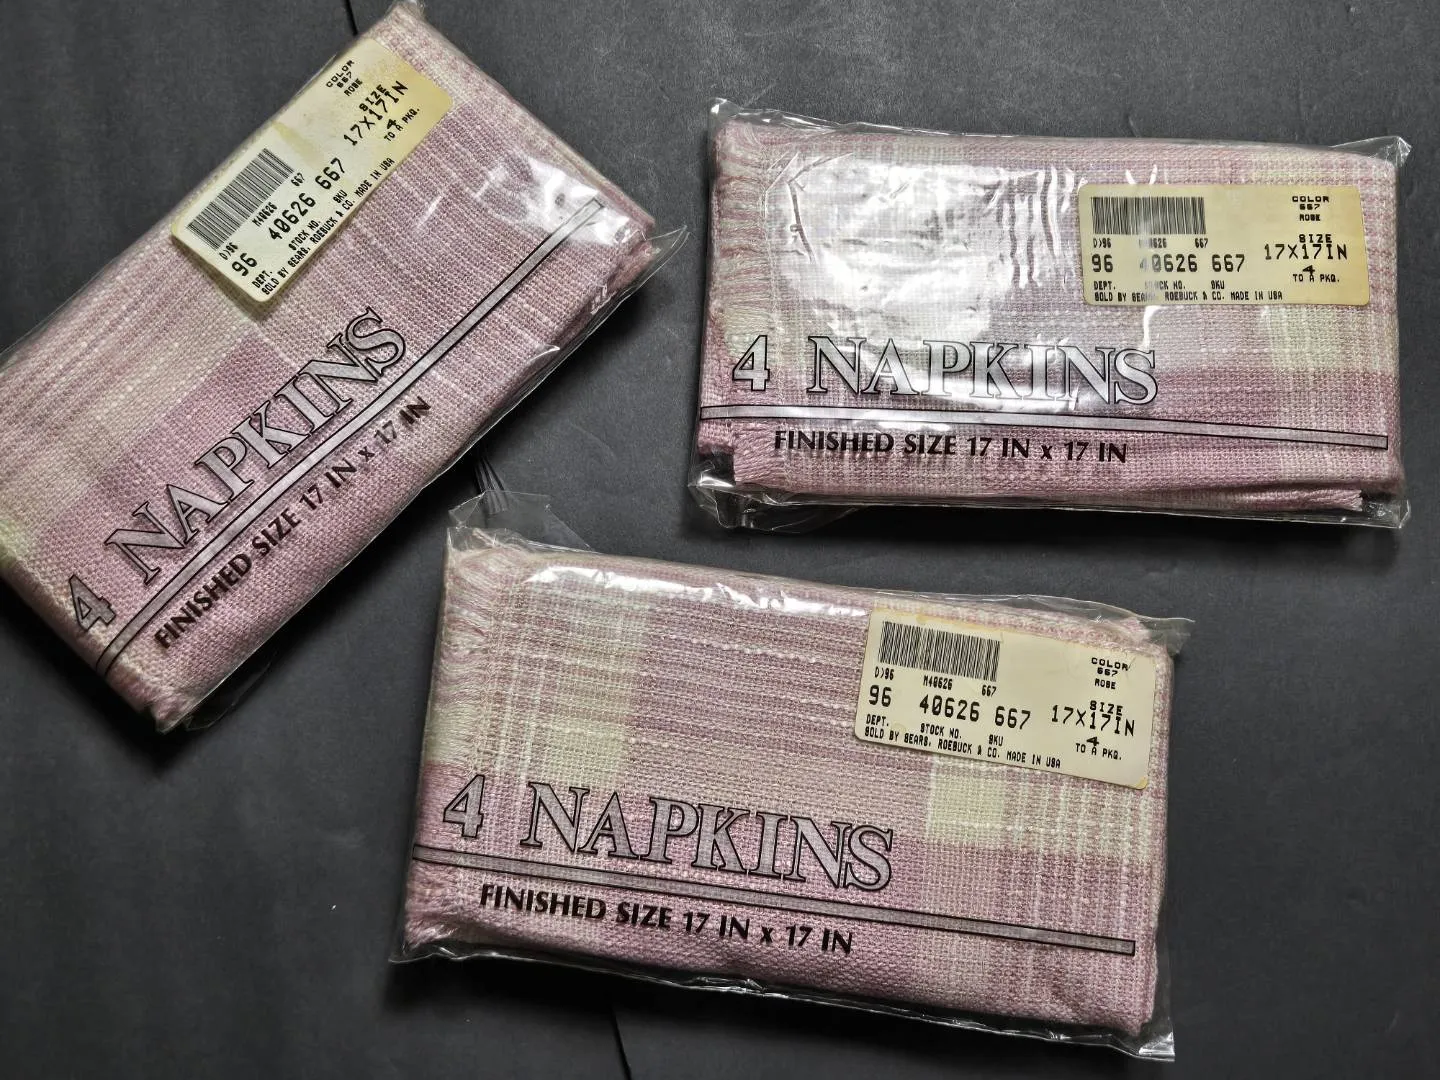 COLOR
667
ROSE
SIZE
17X17IN
4
TO A PKG.
D>96 M40626 667
96 40626 667
DEPT. STOCK NO. SKU
SOLD BY SEARS, ROEBUCK & CO. MADE IN USA
4 NAPKINS
FINISHED SIZE 17 IN x 17 IN
COLOR
667
ROSE
SIZE
17X17IN
4
TO A PKG.
D>96 M40626 667
96 40626 667
DEPT. STOCK NO. SKU
SOLD BY SEARS, ROEBUCK & CO. MADE IN USA
4 NAPKINS
FINISHED SIZE 17 IN x 17 IN
COLOR
667
ROSE
SIZE
17X17IN
4
TO A PKG.
D>96 M40626 667
96 40626 667
DEPT. STOCK NO. SKU
SOLD BY SEARS, ROEBUCK & CO. MADE IN USA
4 NAPKINS
FINISHED SIZE 17 IN x 17 IN